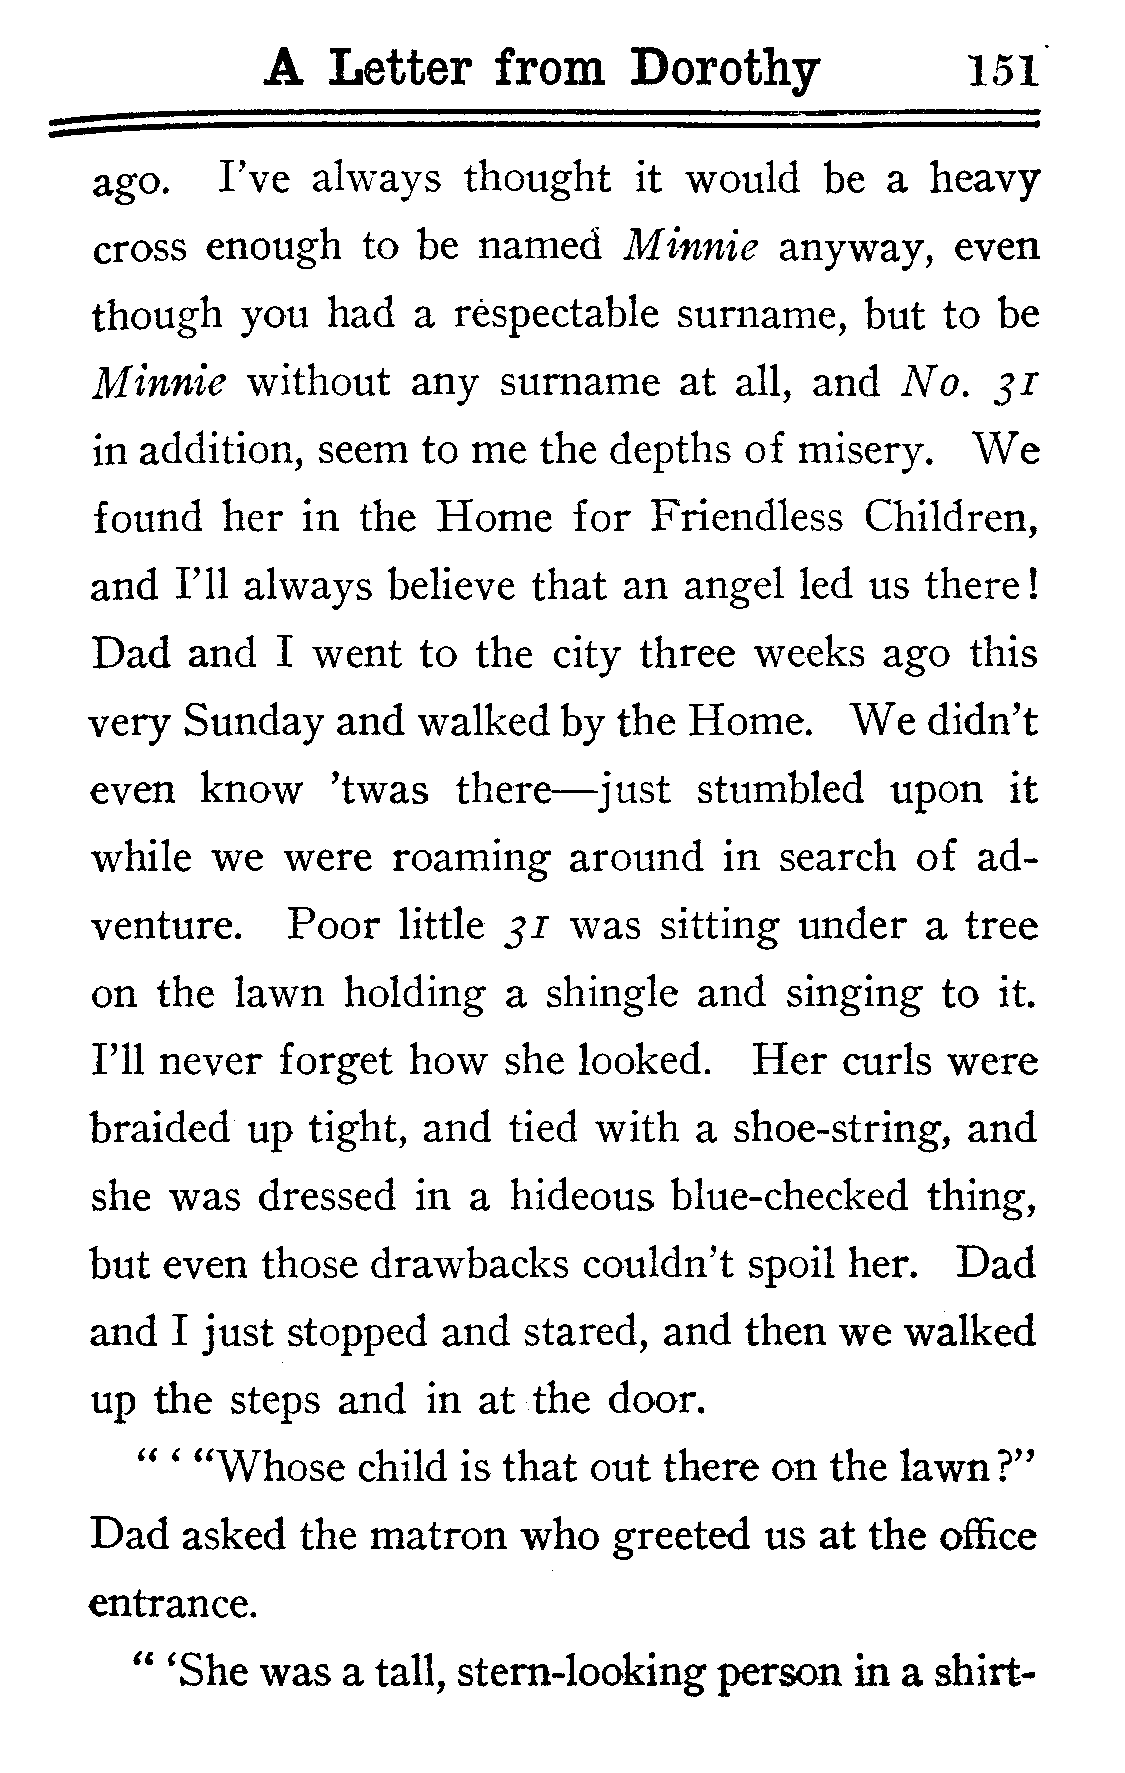 A Letter from Dorothy 151
ago. I've always thought it would be a heavy
cross enough to be named Minnie anyway, even
though you had a respectable surname, but to be
Minnie without any surname at all, and No. 31
in addition, seem to me the depths of misery. We
found her in the Home for Friendless Children,
and I'll always believe that an angel led us there!
Dad and I went to the city three weeks ago this
very Sunday and walked by the Home. We didn't
even know 'twas there—just stumbled upon it
while we were roaming around in search of ad-
venture. Poor little 31 was sitting under a tree
on the lawn holding a shingle and singing to it.
I'll never forget how she looked. Her curls were
braided up tight, and tied with a shoe-string, and
she was dressed in a hideous blue-checked thing,
but even those drawbacks couldn't spoil her. Dad
and I just stopped and stared, and then we walked
up the steps and in at the door.
“ ‘ “Whose child is that out there on the lawn?”
Dad asked the matron who greeted us at the office
entrance.
“ ‘She was a tall, stern-looking person in a shirt-